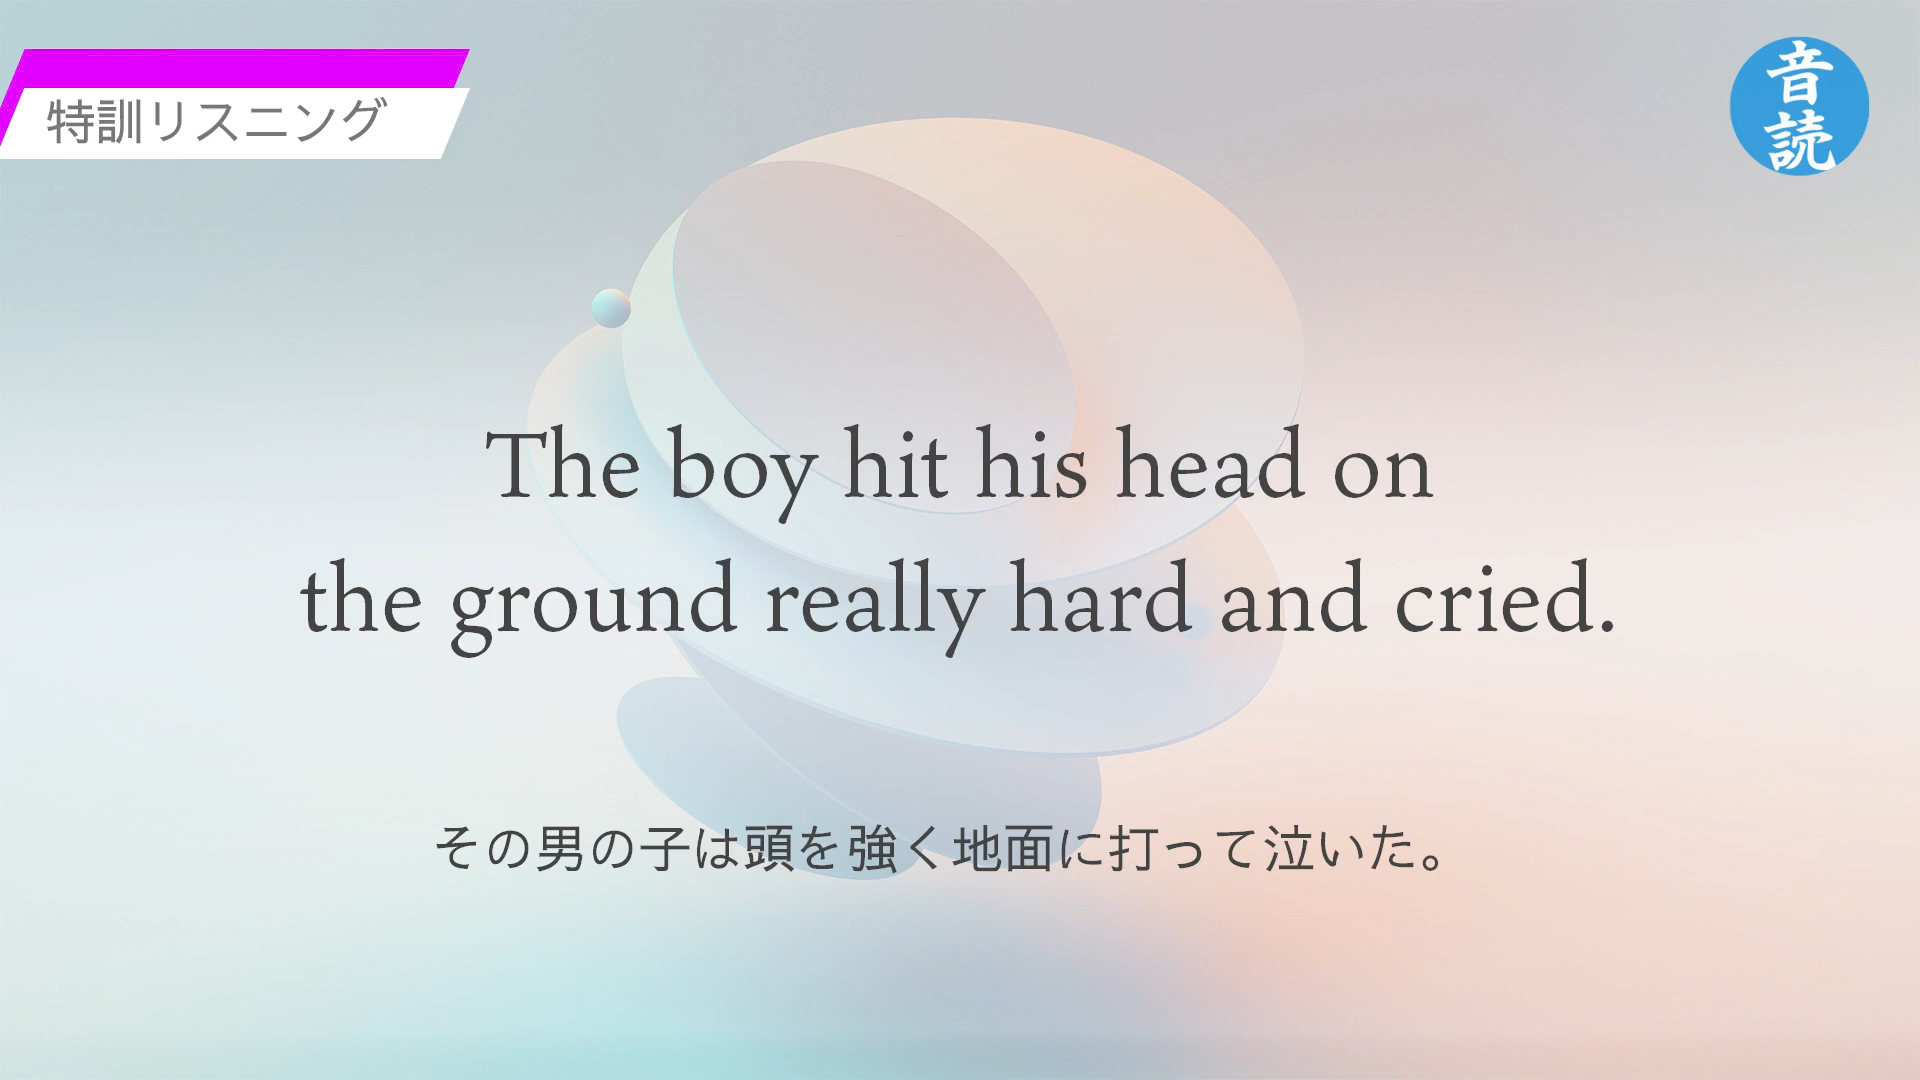 特訓リスニング
音読
The boy hit his head on
the ground really hard and cried.
その男の子は頭を強く地面に打って泣いた。